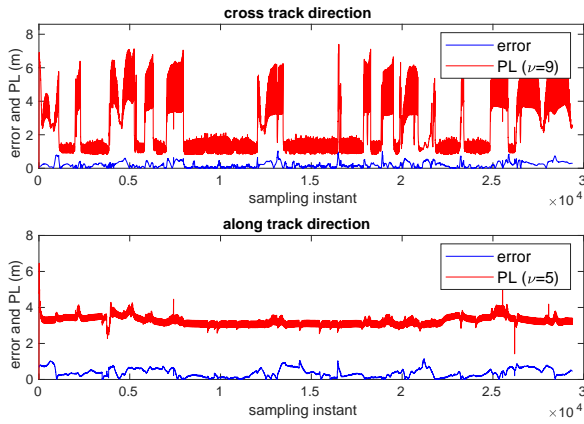 cross track direction
error and PL (m)
8
6
4
2
0
error
PL (ν=9)
0
0.5
1
1.5
2
2.5
3
×10⁴
sampling instant
along track direction
error and PL (m)
8
6
4
2
0
error
PL (ν=5)
0
0.5
1
1.5
2
2.5
3
×10⁴
sampling instant